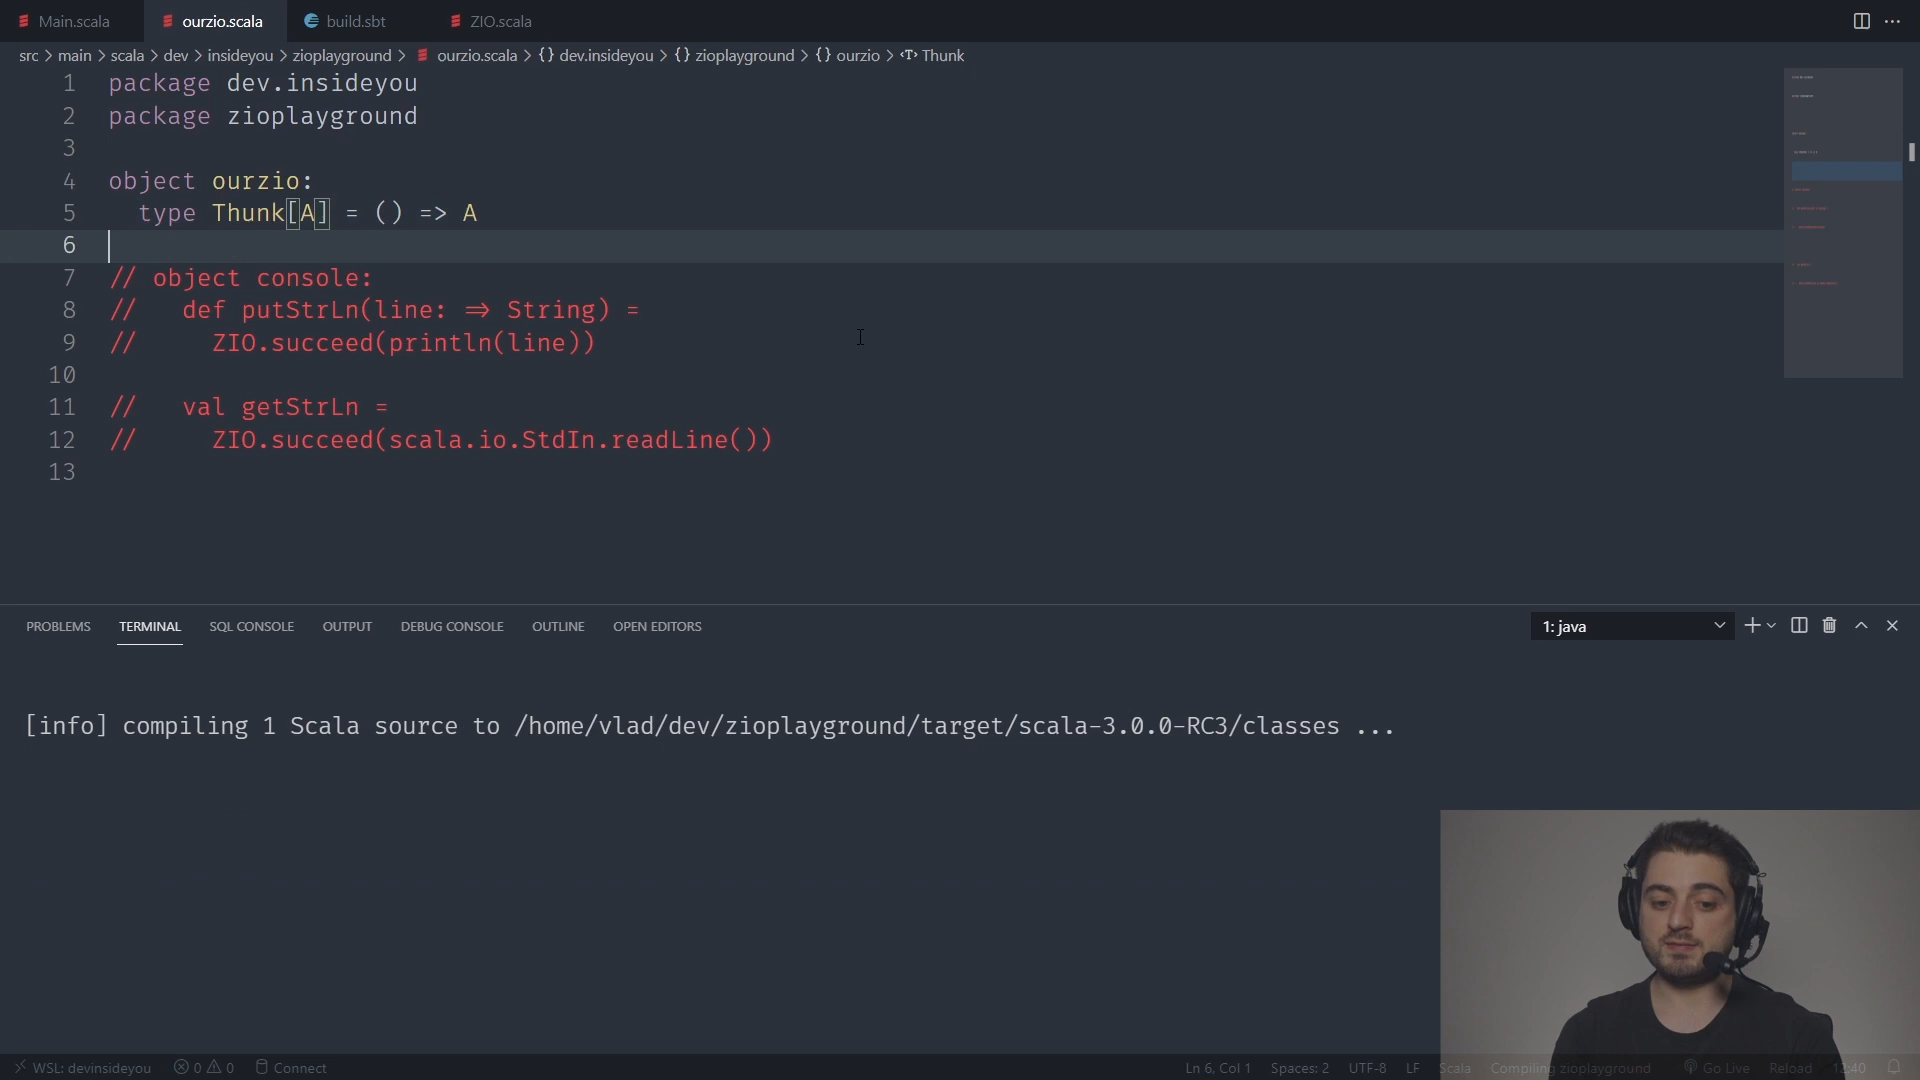 Main.scala ourzio.scala build.sbt ZIO.scala
src > main > scala > dev > insideyou > zioplayground > ourzio.scala > {} dev.insideyou > {} zioplayground > {} ourzio > Thunk
1 package dev.insideyou
2 package zioplayground
3
4 object ourzio:
5 type Thunk[A] = () => A
6
7 // object console:
8 // def putStrLn(line: ⇒ String) =
9 // ZIO.succeed(println(line))
10
11 // val getStrLn =
12 // ZIO.succeed(scala.io.StdIn.readLine())
13
PROBLEMS TERMINAL SQL CONSOLE OUTPUT DEBUG CONSOLE OUTLINE OPEN EDITORS 1: java
[info] compiling 1 Scala source to /home/vlad/dev/zioplayground/target/scala-3.0.0-RC3/classes ...
WSL: devinsideyou 0 0 Connect Ln 6, Col 1 Spaces: 2 UTF-8 LF Scala Compiling zioplayground Go Live Reload 12:40